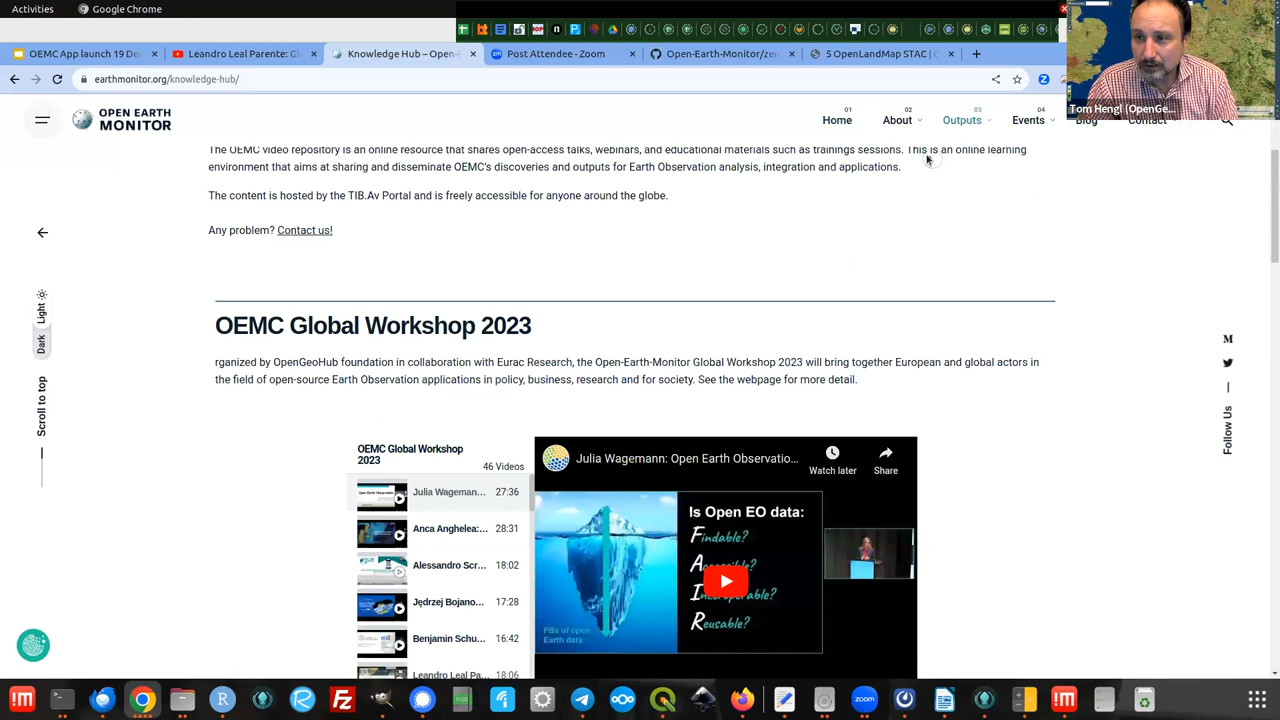 Activities
Google Chrome
OEMC App launch 19 Dec
Leandro Leal Parente: Gl
Knowledge Hub – Open-
Post Attendee - Zoom
Open-Earth-Monitor/zen
5 OpenLandMap STAC | C
earthmonitor.org/knowledge-hub/
Tom Hengl (OpenGe...
OPEN EARTH
MONITOR
01
Home
02
About
03
Outputs
04
Events
Blog
Contact
The OEMC video repository is an online resource that shares open-access talks, webinars, and educational materials such as trainings sessions. This is an online learning
environment that aims at sharing and disseminate OEMC's discoveries and outputs for Earth Observation analysis, integration and applications.
The content is hosted by the TIB.Av Portal and is freely accessible for anyone around the globe.
Any problem? Contact us!
Light
Dark
Scroll to top
Follow Us
OEMC Global Workshop 2023
rganized by OpenGeoHub foundation in collaboration with Eurac Research, the Open-Earth-Monitor Global Workshop 2023 will bring together European and global actors in
the field of open-source Earth Observation applications in policy, business, research and for society. See the webpage for more detail.
OEMC Global Workshop
2023
46 Videos
Julia Wageman... 27:36
Anca Anghelea:... 28:31
Alessandro Scr... 18:02
Jędrzej Bojano... 17:28
Benjamin Schu... 16:42
Leandro Leal Pa... 18:06
Julia Wagemann: Open Earth Observatio...
Watch later
Share
Is Open EO data:
Findable?
Interoperable?
Reusable?
PBs of open
Earth data